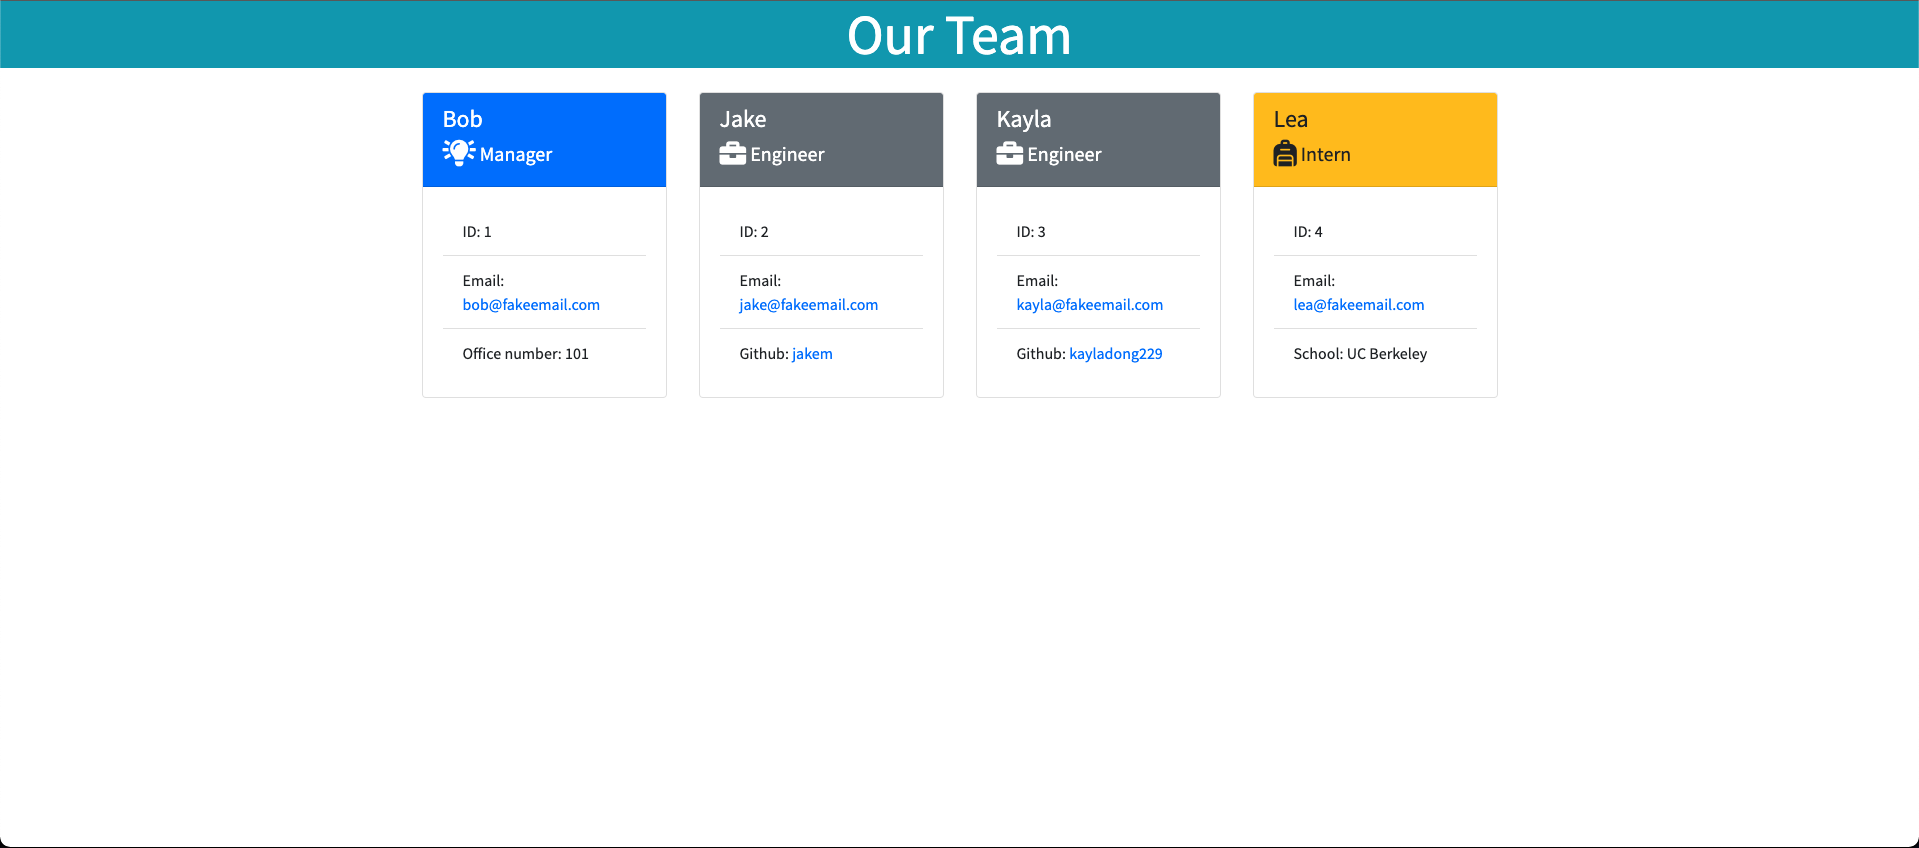 Our Team
Bob
Manager
ID: 1
Email:
bob@fakeemail.com
Office number: 101
Jake
Engineer
ID: 2
Email:
jake@fakeemail.com
Github: jakem
Kayla
Engineer
ID: 3
Email:
kayla@fakeemail.com
Github: kayladong229
Lea
Intern
ID: 4
Email:
lea@fakeemail.com
School: UC Berkeley